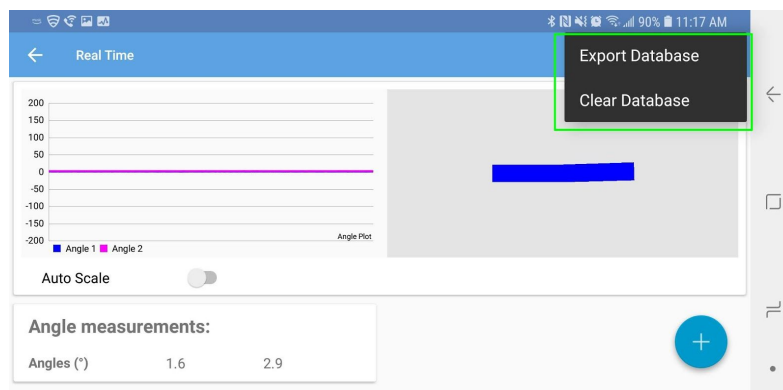 90% 11:17 AM
Real Time
Export Database
Clear Database
200
150
100
50
0
-50
-100
-150
-200
Angle Plot
Angle 1 Angle 2
Auto Scale
Angle measurements:
Angles (°) 1.6 2.9